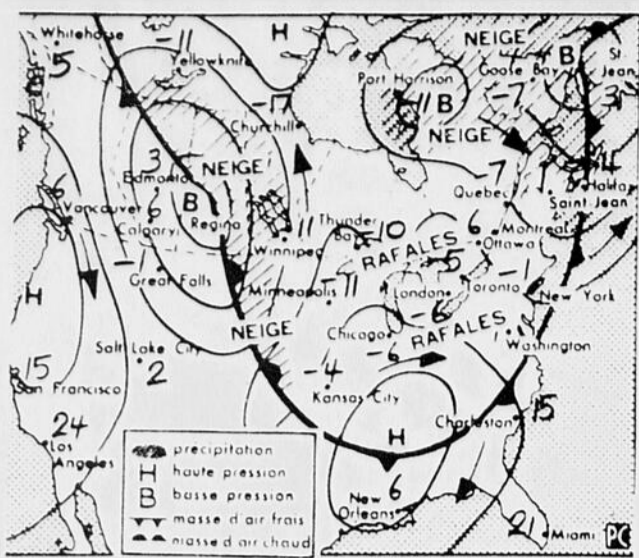 Whitehorse
5
-11
Yellowknife
H
NEIGE
Port Harrison
-11
B
NEIGE
Goose Bay
-7
B
St.
Jean
3
-17
Churchill
3
Edmonton
NEIGE
6
Vancouver
6
Calgary
B
Regina
-11
Winnipeg
Thunder
Bay
-10
-7
Quebec
6
Montreal
Ottawa
Halifax
Saint Jean
RAFALES
-5
-1
Great Falls
Minneapolis
-11
London
Toronto
-1
New York
H
NEIGE
Chicago
-6
-6
RAFALES
Washington
15
San Francisco
Salt Lake City
2
-4
Kansas City
24
Los
Angeles
H
Charleston
15
6
New
Orleans
21
Miami
PC
precipitation
H haute pression
B basse pression
masse d'air frais
masse d'air chaud